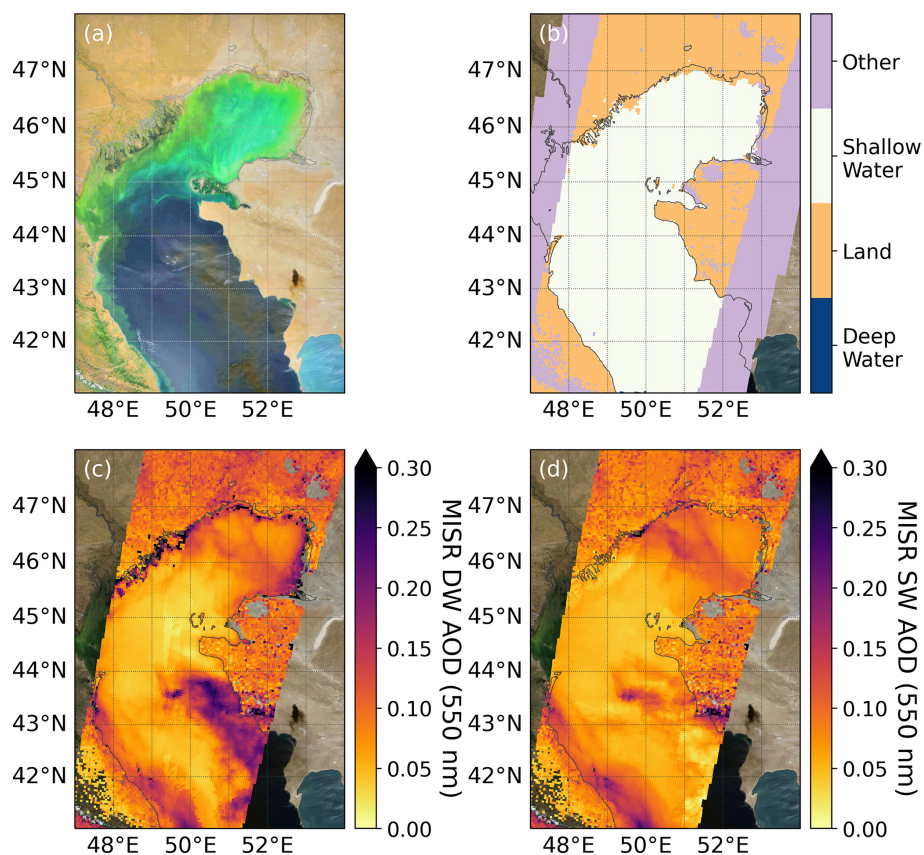 (a)
47°N
46°N
45°N
44°N
43°N
42°N
48°E 50°E 52°E
(b)
47°N
46°N
45°N
44°N
43°N
42°N
48°E 50°E 52°E
Other
Shallow
Water
Land
Deep
Water
(c)
47°N
46°N
45°N
44°N
43°N
42°N
48°E 50°E 52°E
0.30
0.25
0.20
0.15
0.10
0.05
0.00
MISR DW AOD (550 nm)
(d)
47°N
46°N
45°N
44°N
43°N
42°N
48°E 50°E 52°E
0.30
0.25
0.20
0.15
0.10
0.05
0.00
MISR SW AOD (550 nm)